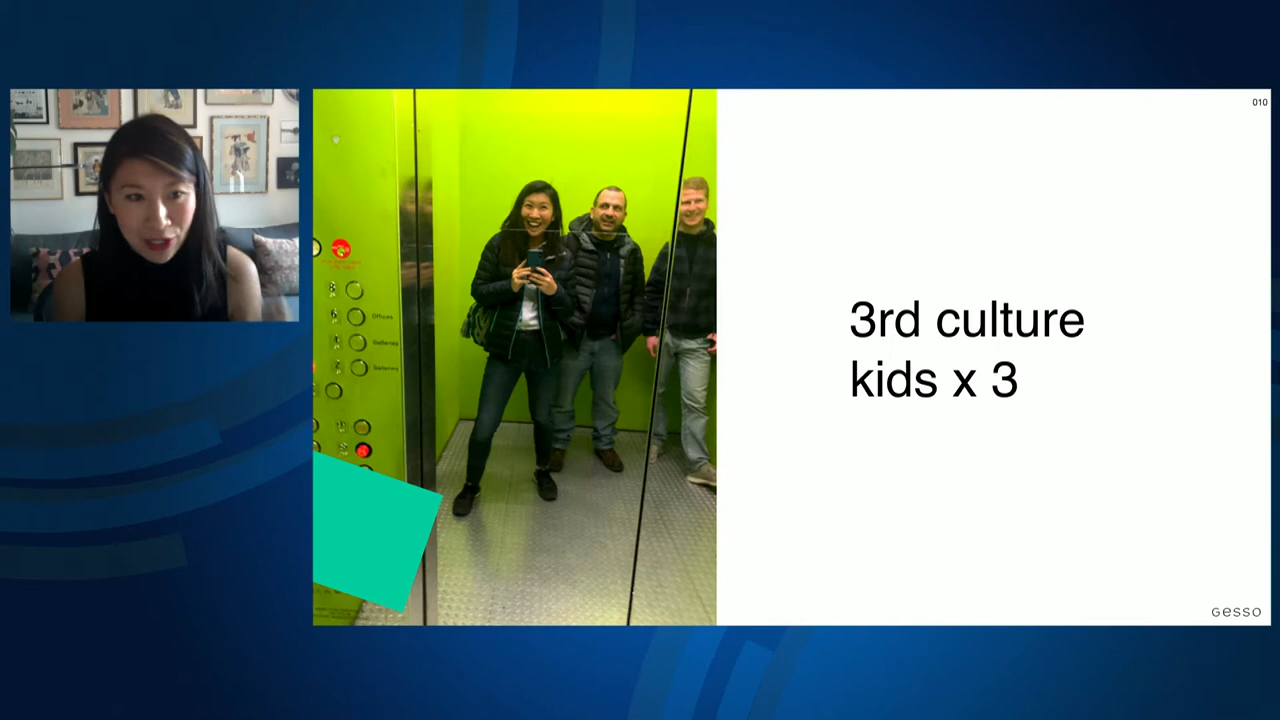 010
3rd culture
kids x 3
Offices
Galleries
Galleries
gesso